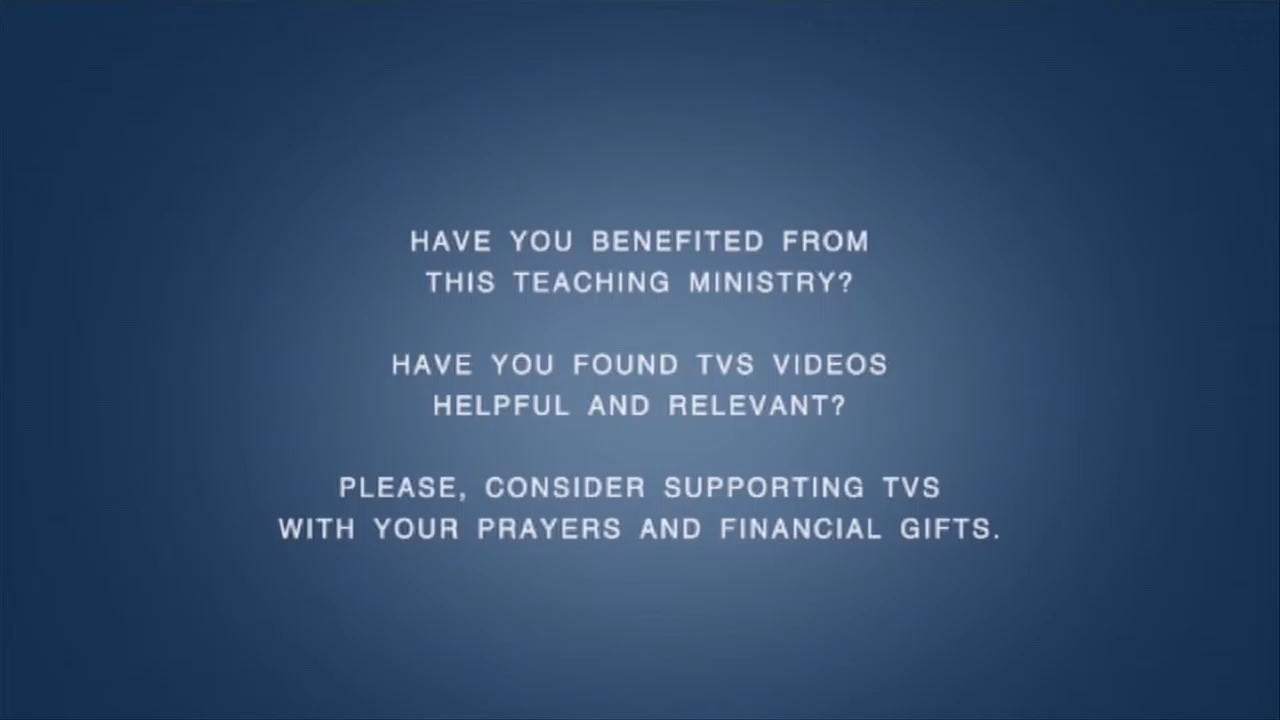 HAVE YOU BENEFITED FROM
THIS TEACHING MINISTRY?
HAVE YOU FOUND TVS VIDEOS
HELPFUL AND RELEVANT?
PLEASE, CONSIDER SUPPORTING TVS
WITH YOUR PRAYERS AND FINANCIAL GIFTS.